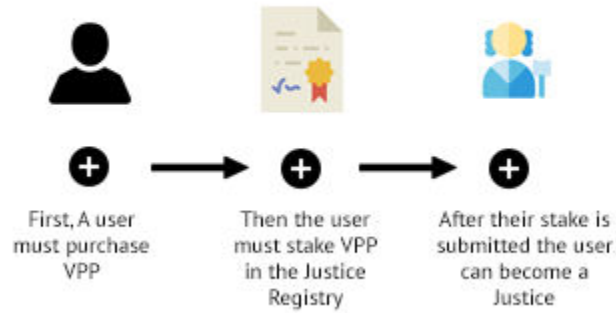 First, A user
must purchase
VPP
Then the user
must stake VPP
in the Justice
Registry
After their stake is
submitted the user
can become a
Justice